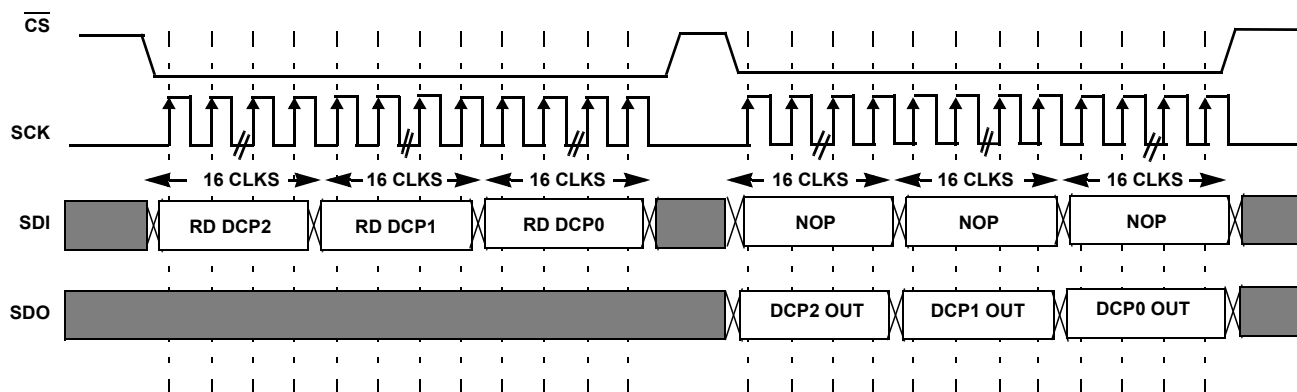 CS
SCK
16 CLKS 16 CLKS 16 CLKS 16 CLKS 16 CLKS 16 CLKS
SDI RD DCP2 RD DCP1 RD DCP0 NOP NOP NOP
SDO DCP2 OUT DCP1 OUT DCP0 OUT